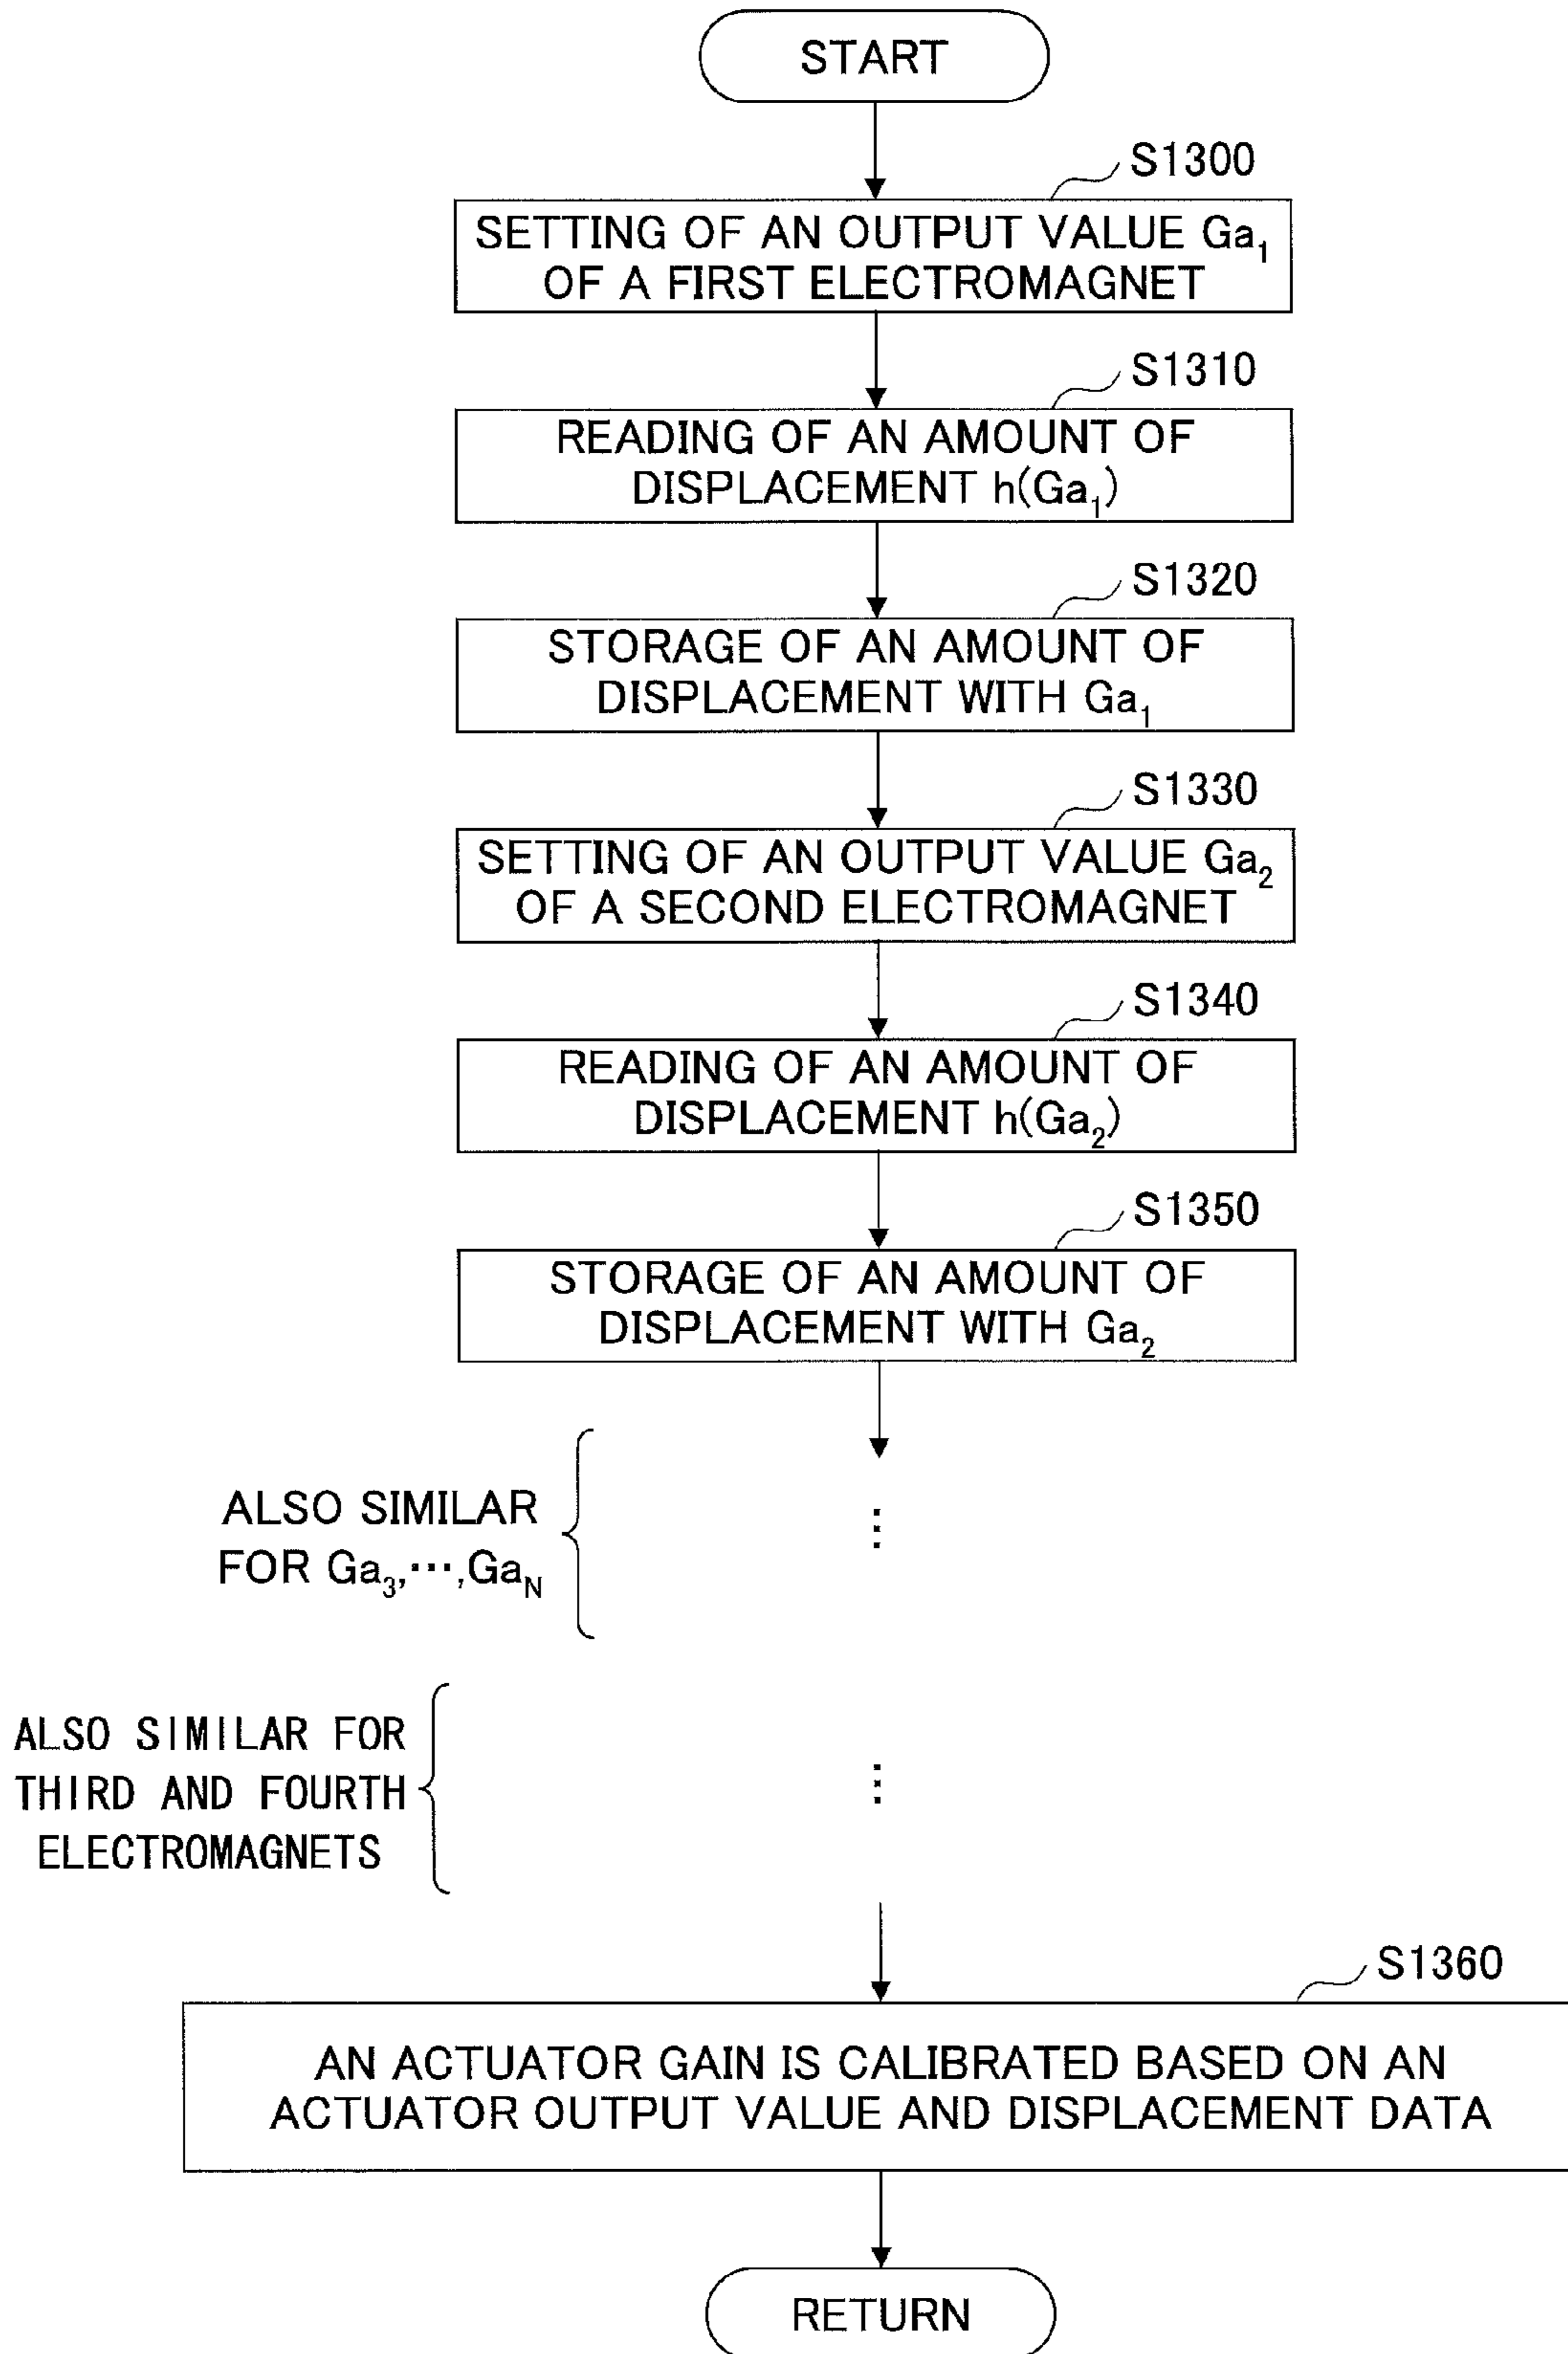 START
S1300
SETTING OF AN OUTPUT VALUE Ga₁
OF A FIRST ELECTROMAGNET
S1310
READING OF AN AMOUNT OF
DISPLACEMENT h(Ga₁)
S1320
STORAGE OF AN AMOUNT OF
DISPLACEMENT WITH Ga₁
S1330
SETTING OF AN OUTPUT VALUE Ga₂
OF A SECOND ELECTROMAGNET
S1340
READING OF AN AMOUNT OF
DISPLACEMENT h(Ga₂)
S1350
STORAGE OF AN AMOUNT OF
DISPLACEMENT WITH Ga₂
ALSO SIMILAR
FOR Ga₃,⋯,Ga_N
ALSO SIMILAR FOR
THIRD AND FOURTH
ELECTROMAGNETS
S1360
AN ACTUATOR GAIN IS CALIBRATED BASED ON AN
ACTUATOR OUTPUT VALUE AND DISPLACEMENT DATA
RETURN